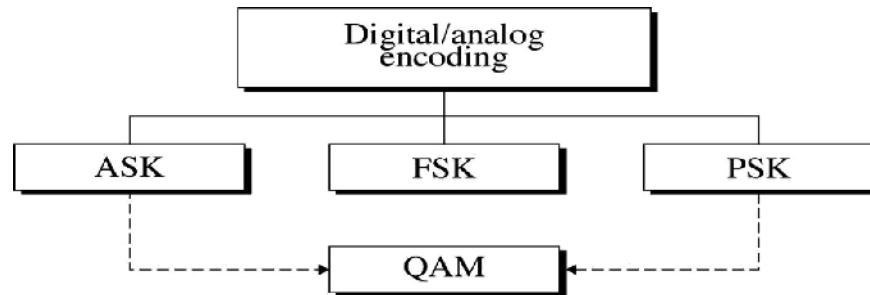 Digital/analog
encoding
ASK
FSK
PSK
QAM